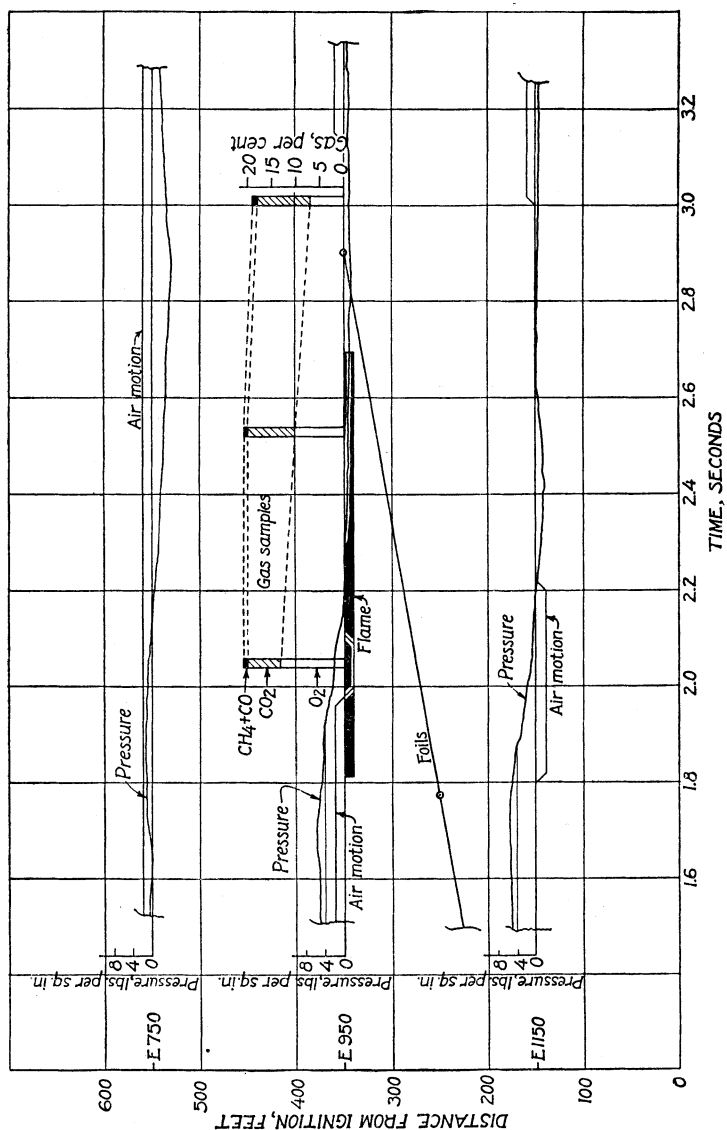 DISTANCE FROM IGNITION, FEET
600
500
400
300
200
100
0
E 750
Pressure, lbs. per sq. in.
8
4
0
Pressure
Air motion
E 950
Pressure, lbs. per sq. in.
8
4
0
Pressure
Air motion
CH4+CO
CO2
O2
Gas samples
Flame
Gas, per cent
20
15
10
5
0
Foils
E1150
Pressure, lbs. per sq. in.
8
4
0
Pressure
Air motion
1.6
1.8
2.0
2.2
2.4
2.6
2.8
3.0
3.2
TIME, SECONDS